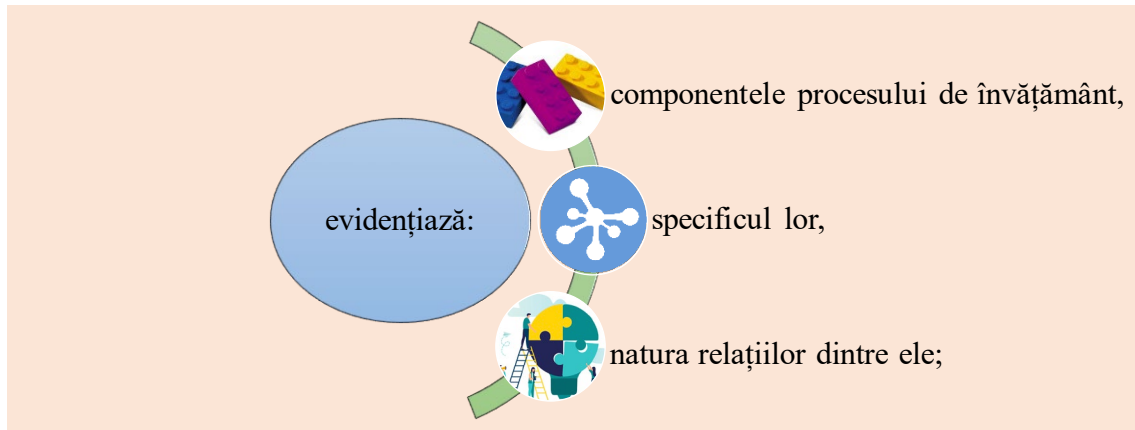 evidențiază:
componentele procesului de învățământ,
specificul lor,
natura relațiilor dintre ele;